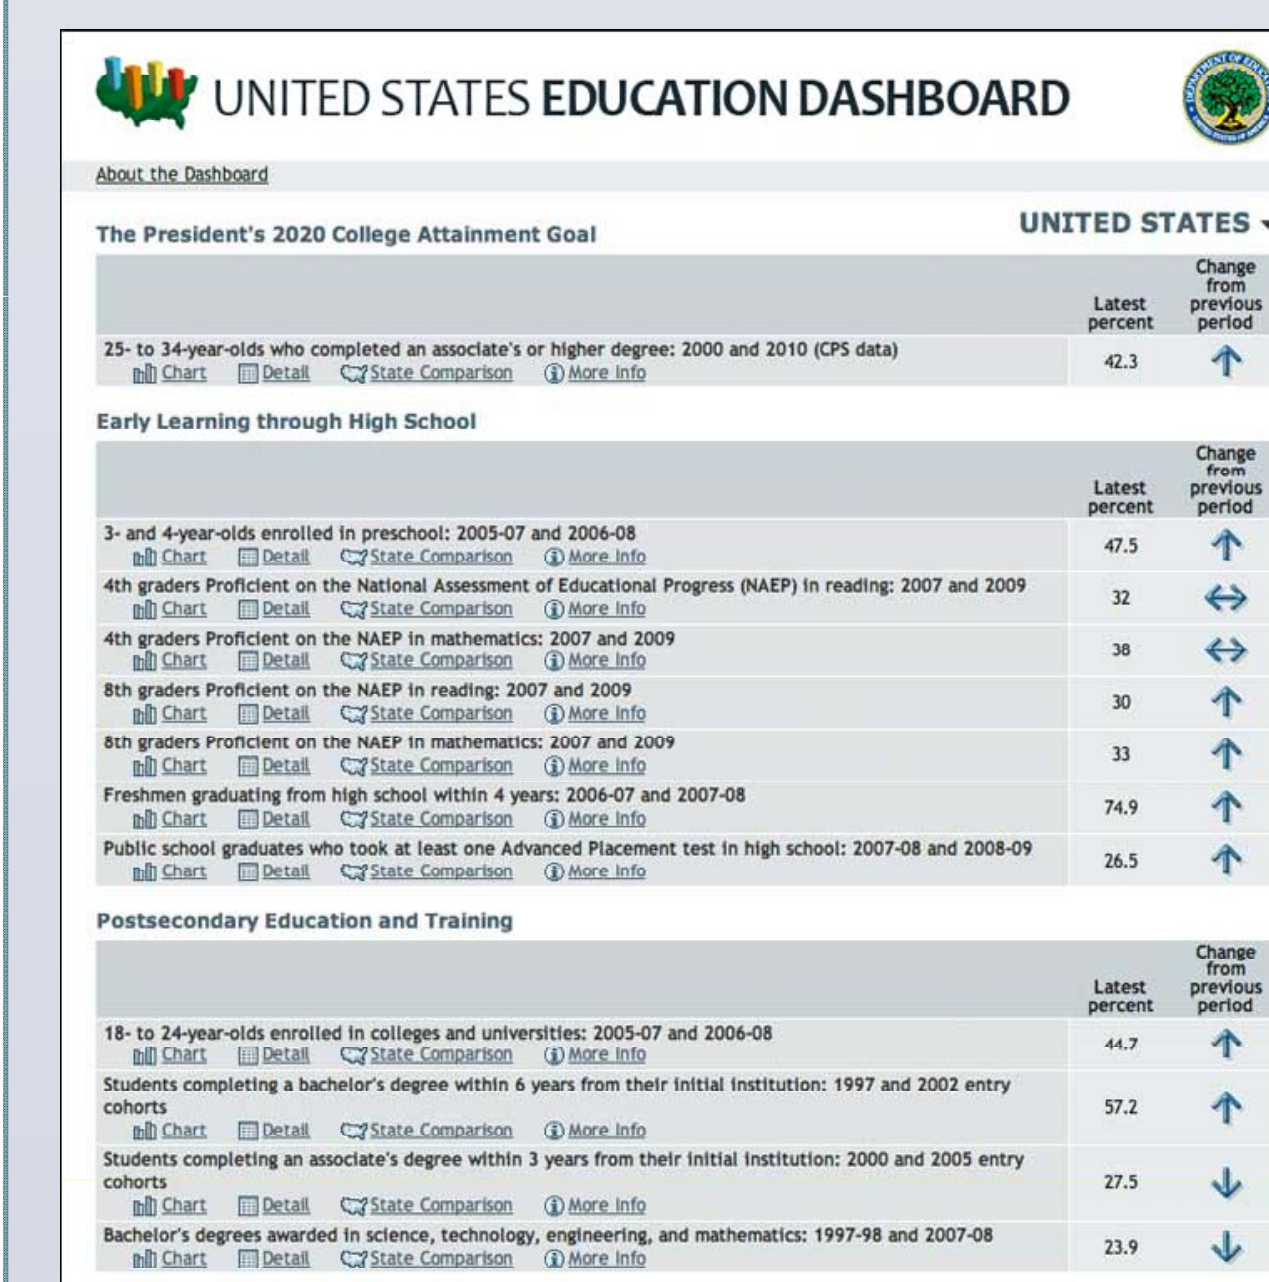 UNITED STATES EDUCATION DASHBOARD
About the Dashboard
The President's 2020 College Attainment Goal
UNITED STATES
Latest percent
Change from previous period
25- to 34-year-olds who completed an associate's or higher degree: 2000 and 2010 (CPS data)
Chart Detail State Comparison More Info
42.3
Early Learning through High School
Latest percent
Change from previous period
3- and 4-year-olds enrolled in preschool: 2005-07 and 2006-08
Chart Detail State Comparison More Info
47.5
4th graders Proficient on the National Assessment of Educational Progress (NAEP) in reading: 2007 and 2009
Chart Detail State Comparison More Info
32
4th graders Proficient on the NAEP in mathematics: 2007 and 2009
Chart Detail State Comparison More Info
38
8th graders Proficient on the NAEP in reading: 2007 and 2009
Chart Detail State Comparison More Info
30
8th graders Proficient on the NAEP in mathematics: 2007 and 2009
Chart Detail State Comparison More Info
33
Freshmen graduating from high school within 4 years: 2006-07 and 2007-08
Chart Detail State Comparison More Info
74.9
Public school graduates who took at least one Advanced Placement test in high school: 2007-08 and 2008-09
Chart Detail State Comparison More Info
26.5
Postsecondary Education and Training
Latest percent
Change from previous period
18- to 24-year-olds enrolled in colleges and universities: 2005-07 and 2006-08
Chart Detail State Comparison More Info
44.7
Students completing a bachelor's degree within 6 years from their initial institution: 1997 and 2002 entry
cohorts
Chart Detail State Comparison More Info
57.2
Students completing an associate's degree within 3 years from their initial institution: 2000 and 2005 entry
cohorts
Chart Detail State Comparison More Info
27.5
Bachelor's degrees awarded in science, technology, engineering, and mathematics: 1997-98 and 2007-08
Chart Detail State Comparison More Info
23.9